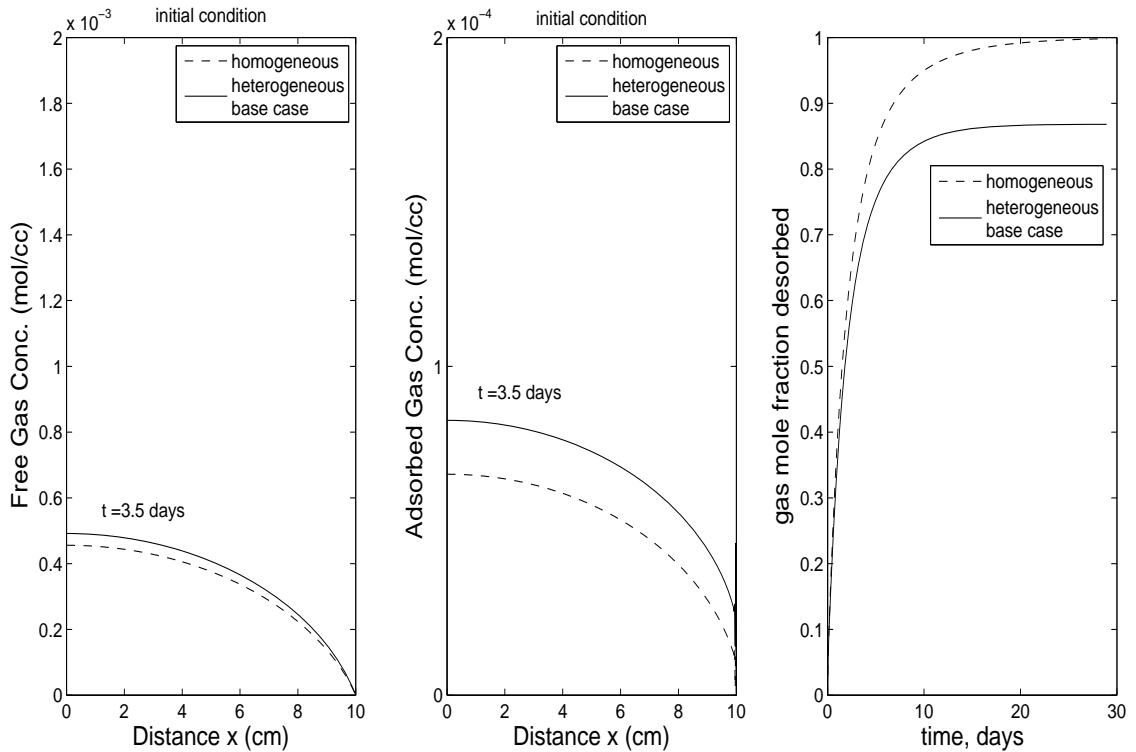 x 10⁻³
initial condition
2
1.8
1.6
1.4
1.2
1
0.8
0.6
0.4
0.2
0
0 2 4 6 8 10
Free Gas Conc. (mol/cc)
Distance x (cm)
homogeneous
heterogeneous
base case
t =3.5 days
x 10⁻⁴
initial condition
2
1
0
0 2 4 6 8 10
Adsorbed Gas Conc. (mol/cc)
Distance x (cm)
homogeneous
heterogeneous
base case
t =3.5 days
1
0.9
0.8
0.7
0.6
0.5
0.4
0.3
0.2
0.1
0
0 10 20 30
gas mole fraction desorbed
time, days
homogeneous
heterogeneous
base case